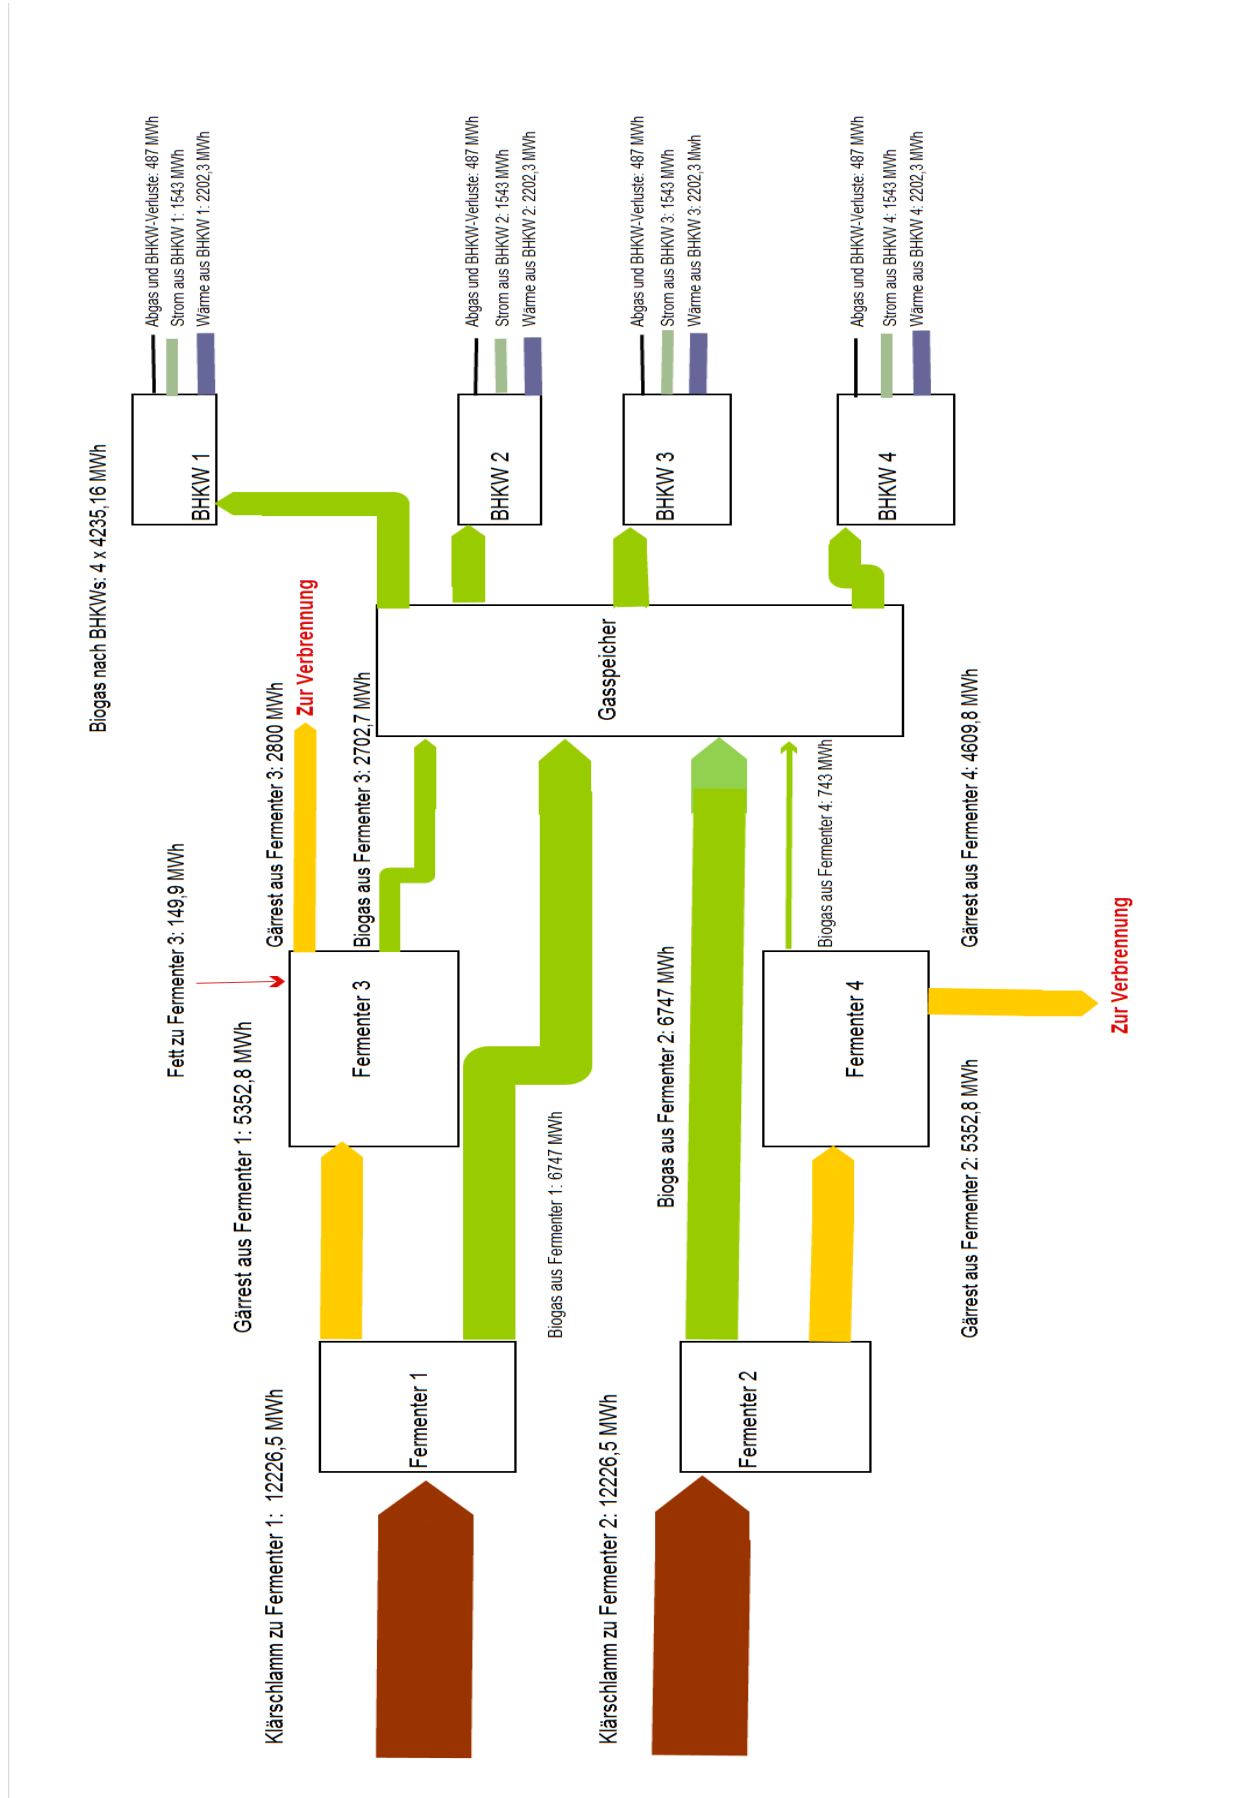 Biogas nach BHKWs: 4 x 4235,16 MWh
Abgas und BHKW-Verluste: 487 MWh
Strom aus BHKW 1: 1543 MWh
Wärme aus BHKW 1: 2202,3 MWh
BHKW 1
Abgas und BHKW-Verluste: 487 MWh
Strom aus BHKW 2: 1543 MWh
Wärme aus BHKW 2: 2202,3 MWh
BHKW 2
Abgas und BHKW-Verluste: 487 MWh
Strom aus BHKW 3: 1543 MWh
Wärme aus BHKW 3: 2202,3 Mwh
BHKW 3
Abgas und BHKW-Verluste: 487 MWh
Strom aus BHKW 4: 1543 MWh
Wärme aus BHKW 4: 2202,3 MWh
BHKW 4
Fett zu Fermenter 3: 149,9 MWh
Gärrest aus Fermenter 3: 2800 MWh
Zur Verbrennung
Biogas aus Fermenter 3: 2702,7 MWh
Gasspeicher
Gärrest aus Fermenter 1: 5352,8 MWh
Fermenter 3
Biogas aus Fermenter 1: 6747 MWh
Biogas aus Fermenter 2: 6747 MWh
Biogas aus Fermenter 4: 743 MWh
Fermenter 4
Gärrest aus Fermenter 4: 4609,8 MWh
Zur Verbrennung
Gärrest aus Fermenter 2: 5352,8 MWh
Klärschlamm zu Fermenter 1: 12226,5 MWh
Fermenter 1
Klärschlamm zu Fermenter 2: 12226,5 MWh
Fermenter 2